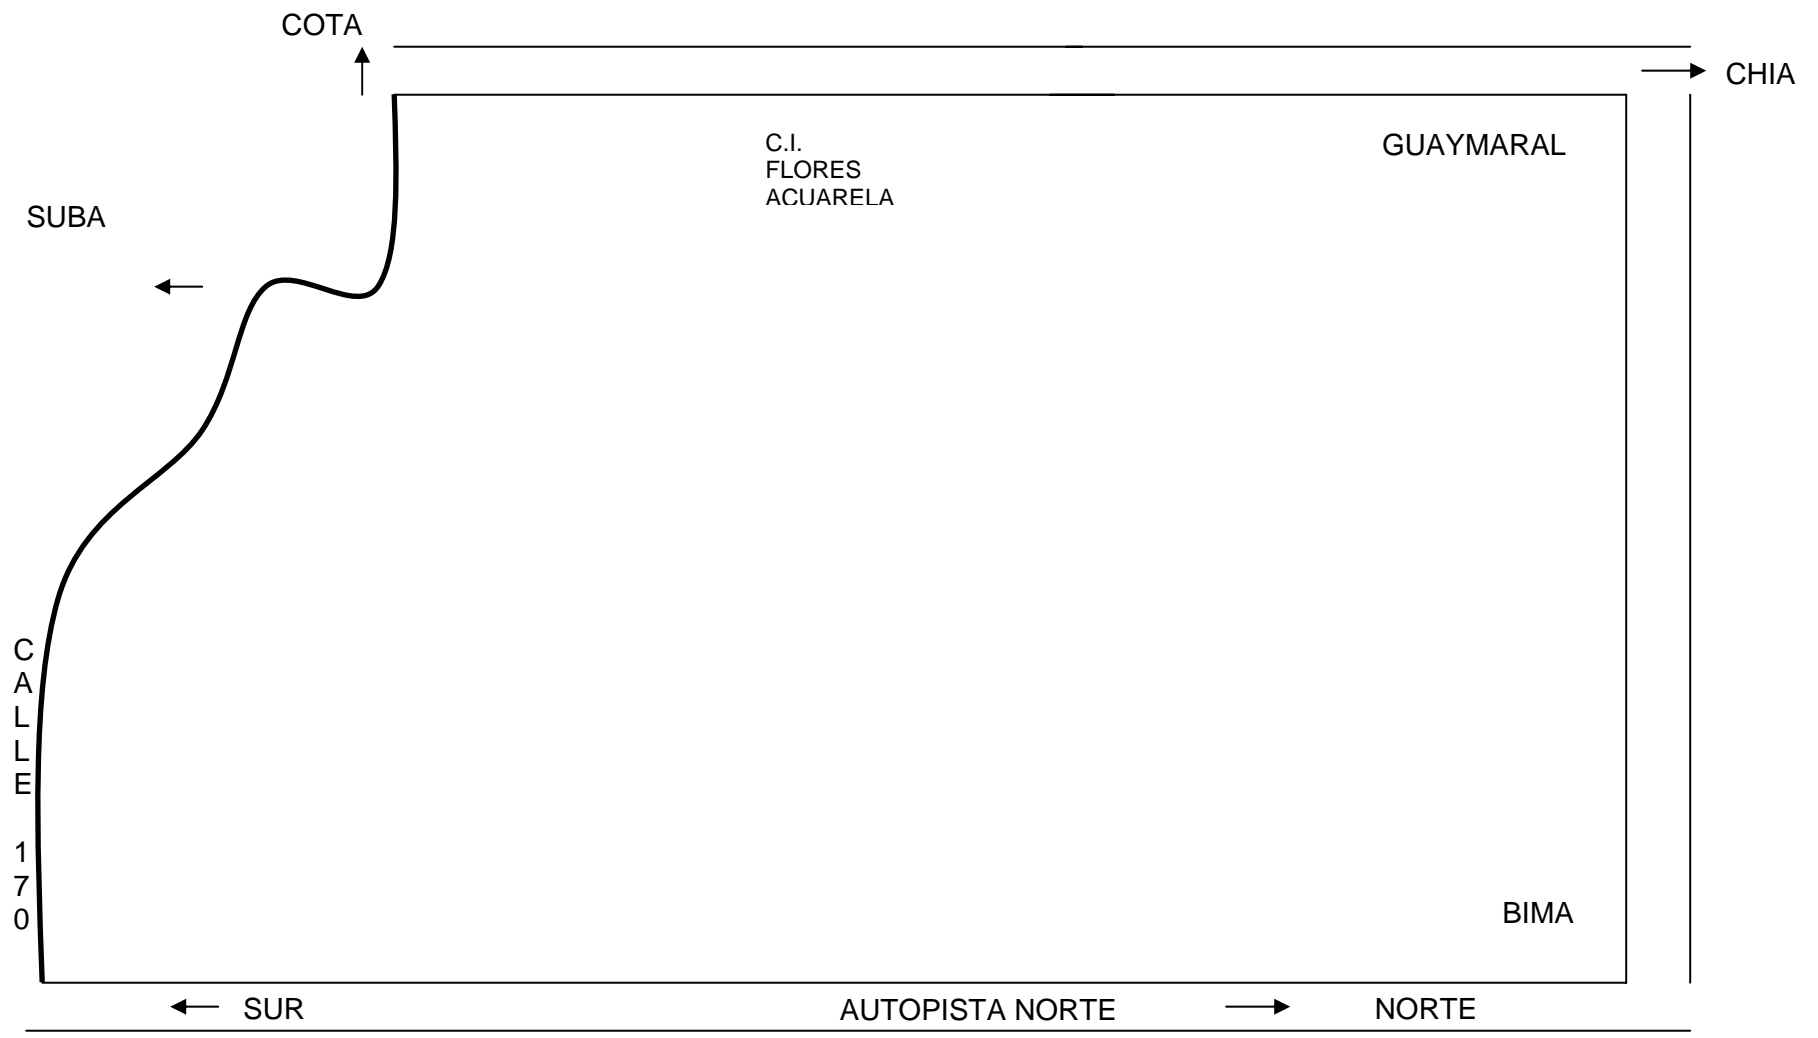 COTA
CHIA
C.I.
FLORES
ACUARELA
GUAYMARAL
SUBA
C
A
L
L
E
1
7
0
BIMA
SUR
AUTOPISTA NORTE
NORTE